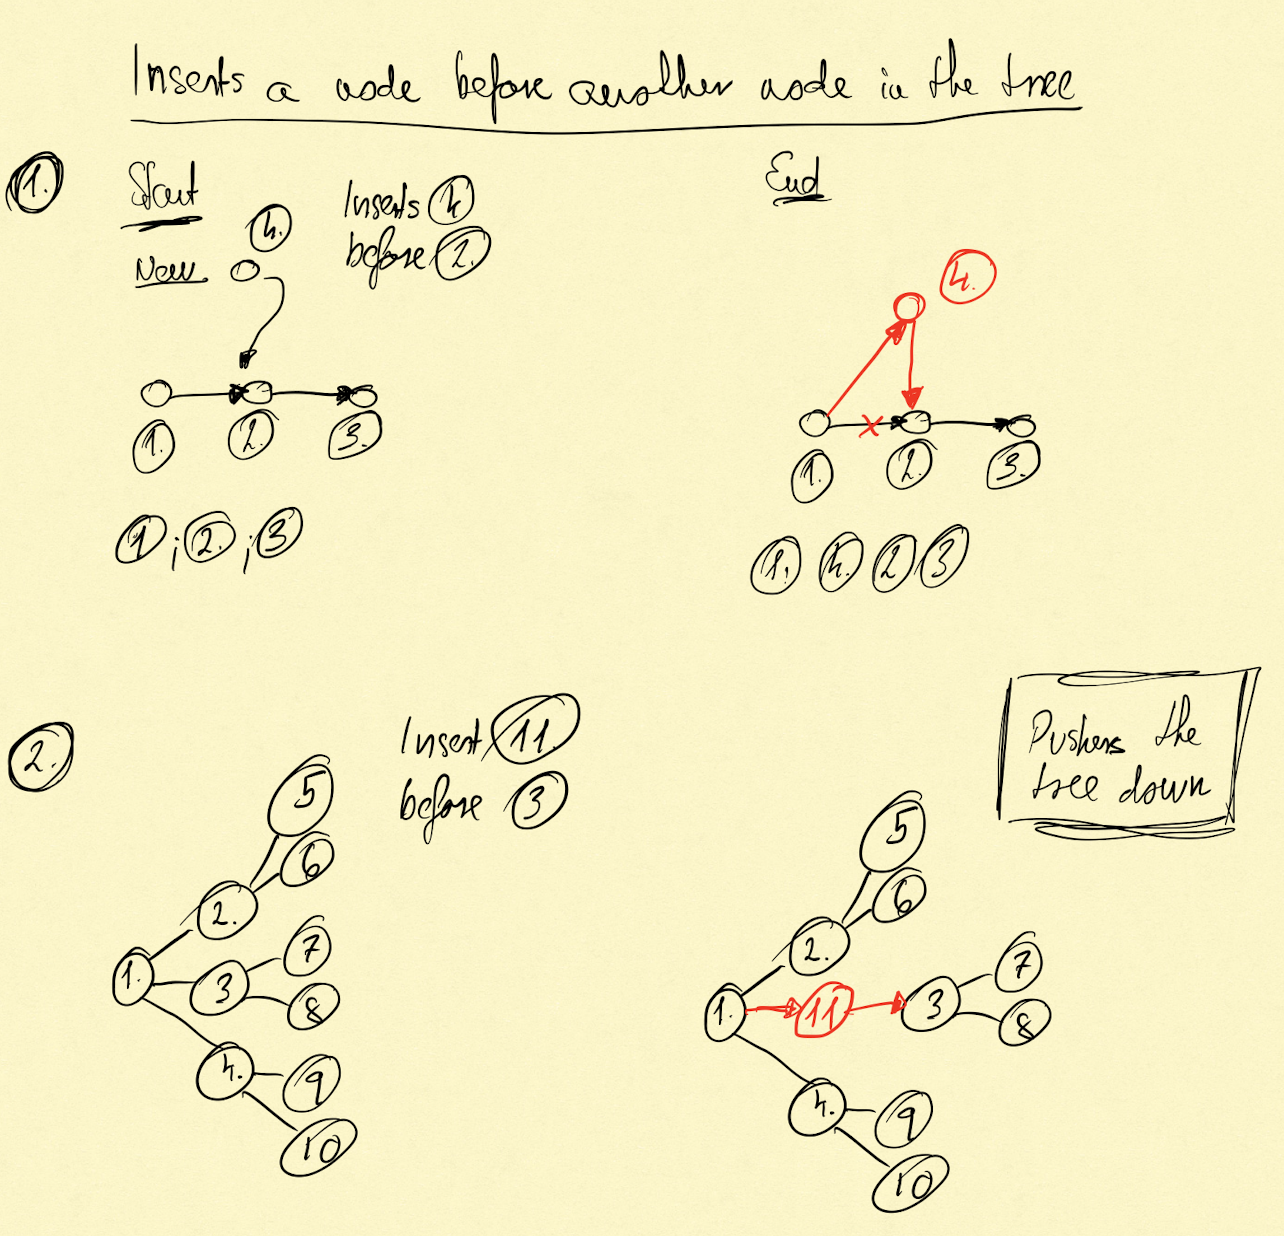 Inserts a node before another node in the tree
1.
Start
Inserts 4
before 2.
4.
New
1. 2. 3.
1 ; 2. ; 3
End
4.
1. 2. 3.
1. 4. 2 3
2.
Insert 11.
before 3
5
6
2.
7
1.
3
8
4.
9
10
Pushers the
tree down
5
6
2.
7
1.
11
3
8
4.
9
10